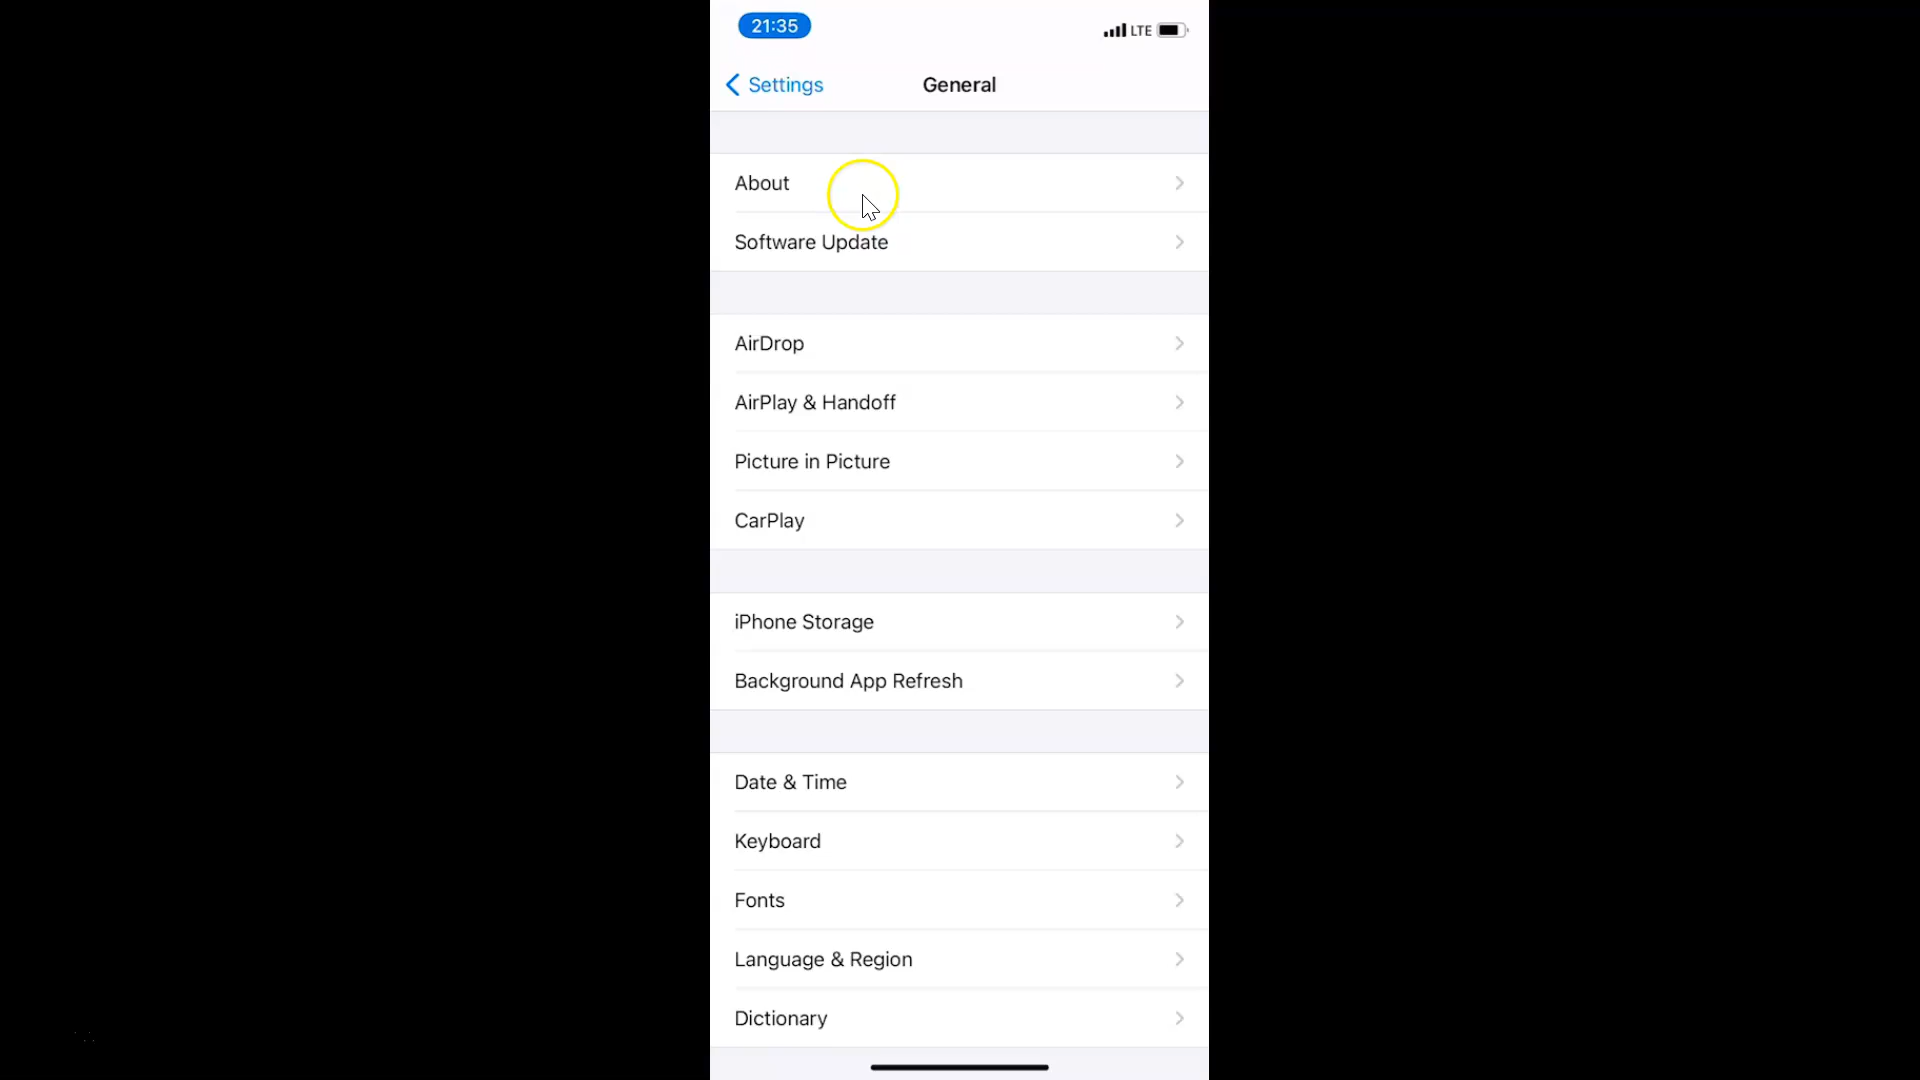 21:35
LTE
Settings
General
About
Software Update
AirDrop
AirPlay & Handoff
Picture in Picture
CarPlay
iPhone Storage
Background App Refresh
Date & Time
Keyboard
Fonts
Language & Region
Dictionary